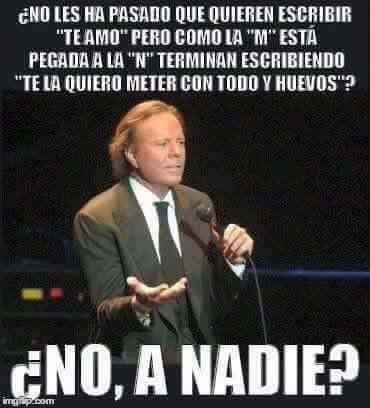 ¿NO LES HA PASADO QUE QUIEREN ESCRIBIR
"TE AMO" PERO COMO LA "M" ESTÁ
PEGADA A LA "N" TERMINAN ESCRIBIENDO
"TE LA QUIERO METER CON TODO Y HUEVOS"?
¿NO, A NADIE?
imgflip.com